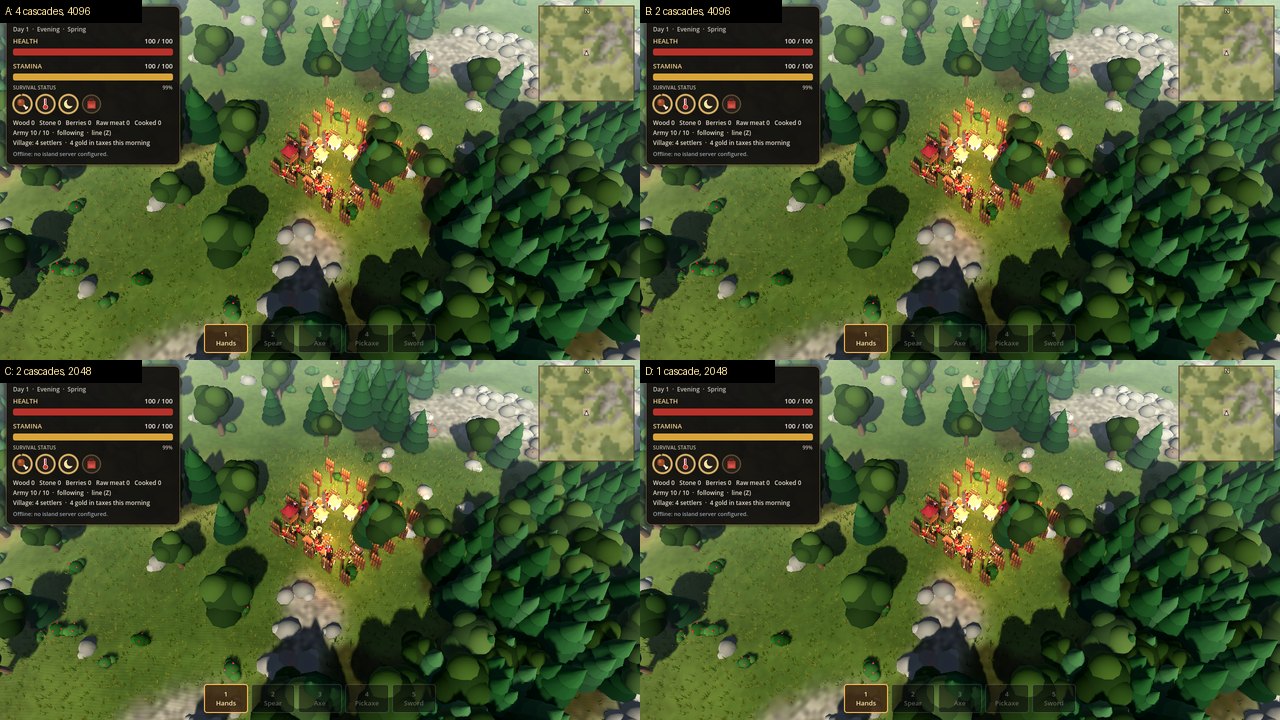 A: 4 cascades, 4096
Day 1 · Evening · Spring
HEALTH 100 / 100
STAMINA 100 / 100
SURVIVAL STATUS 99%
Wood 0 Stone 0 Berries 0 Raw meat 0 Cooked 0
Army 10 / 10 · following · line (Z)
Village: 4 settlers · 4 gold in taxes this morning
Offline: no island server configured.
N
1 2 3 4 5
Hands Spear Axe Pickaxe Sword
B: 2 cascades, 4096
Day 1 · Evening · Spring
HEALTH 100 / 100
STAMINA 100 / 100
SURVIVAL STATUS 99%
Wood 0 Stone 0 Berries 0 Raw meat 0 Cooked 0
Army 10 / 10 · following · line (Z)
Village: 4 settlers · 4 gold in taxes this morning
Offline: no island server configured.
N
1 2 3 4 5
Hands Spear Axe Pickaxe Sword
C: 2 cascades, 2048
Day 1 · Evening · Spring
HEALTH 100 / 100
STAMINA 100 / 100
SURVIVAL STATUS 99%
Wood 0 Stone 0 Berries 0 Raw meat 0 Cooked 0
Army 10 / 10 · following · line (Z)
Village: 4 settlers · 4 gold in taxes this morning
Offline: no island server configured.
N
1 2 3 4 5
Hands Spear Axe Pickaxe Sword
D: 1 cascade, 2048
Day 1 · Evening · Spring
HEALTH 100 / 100
STAMINA 100 / 100
SURVIVAL STATUS 99%
Wood 0 Stone 0 Berries 0 Raw meat 0 Cooked 0
Army 10 / 10 · following · line (Z)
Village: 4 settlers · 4 gold in taxes this morning
Offline: no island server configured.
N
1 2 3 4 5
Hands Spear Axe Pickaxe Sword